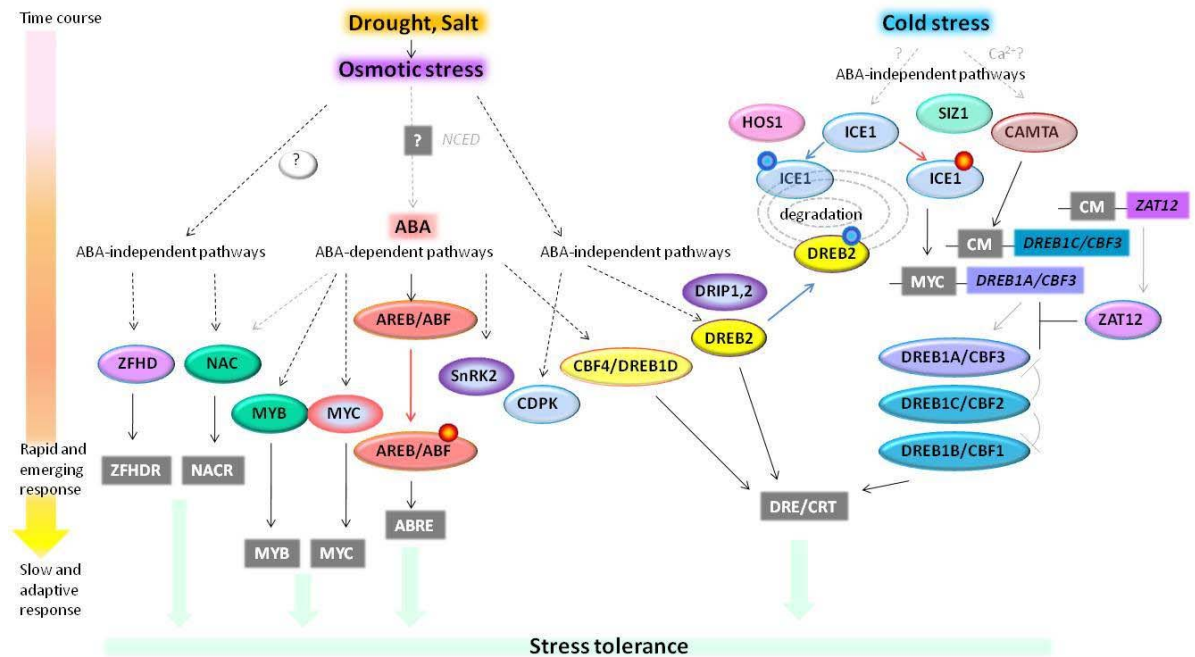 Time course
Drought, Salt
Cold stress
Osmotic stress
?
Ca²⁺?
ABA-independent pathways
HOS1
ICE1
SIZ1
CAMTA
?
NCED
?
ICE1
ICE1
CM
ZAT12
degradation
ABA
CM
DREB1C/CBF3
ABA-independent pathways
ABA-dependent pathways
ABA-independent pathways
DREB2
MYC
DREB1A/CBF3
DRIP1,2
AREB/ABF
ZAT12
DREB2
ZFHD
NAC
CBF4/DREB1D
DREB1A/CBF3
SnRK2
CDPK
MYB
MYC
DREB1C/CBF2
AREB/ABF
DREB1B/CBF1
Rapid and
emerging
response
ZFHDR
NACR
DRE/CRT
ABRE
MYB
MYC
Slow and
adaptive
response
Stress tolerance